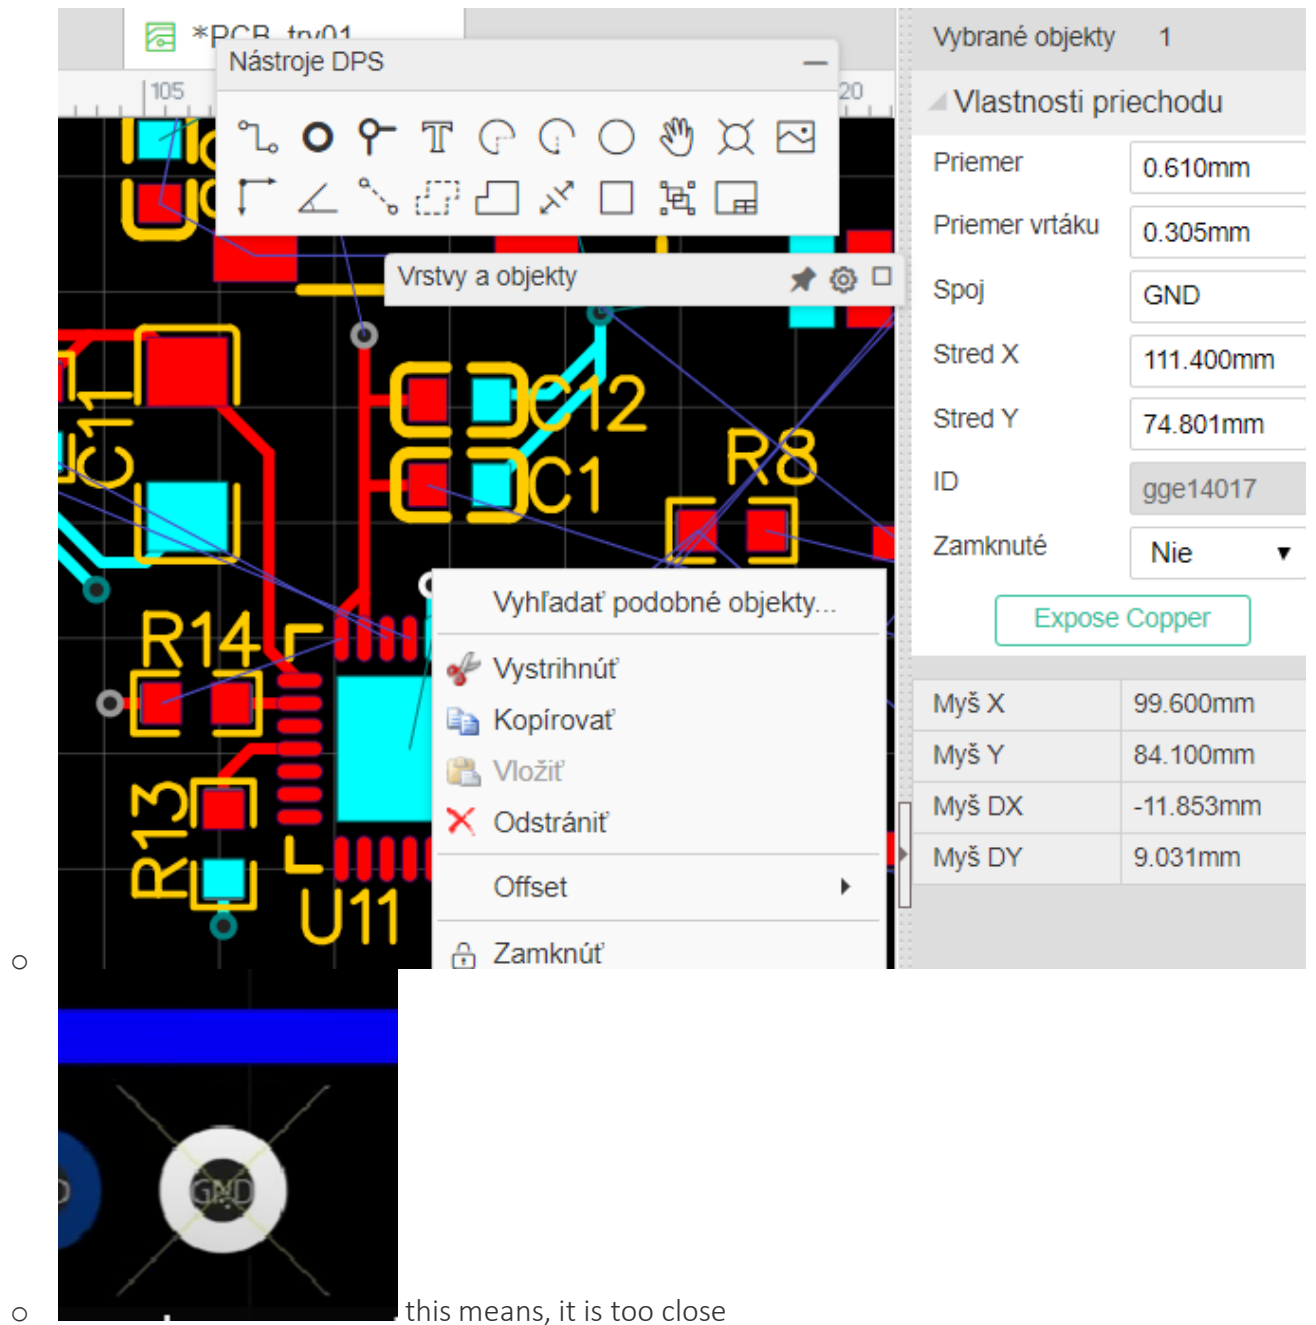 *PCB_try01
Nástroje DPS
105
20
Vybrané objekty 1
Vlastnosti priechodu
Priemer 0.610mm
Priemer vrtáku 0.305mm
Spoj GND
Stred X 111.400mm
Stred Y 74.801mm
ID gge14017
Zamknuté Nie
Expose Copper
Myš X 99.600mm
Myš Y 84.100mm
Myš DX -11.853mm
Myš DY 9.031mm
Vrstvy a objekty
C12
C11
R8
C1
R14
R13
U11
Vyhľadať podobné objekty...
Vystrihnúť
Kopírovať
Vložiť
Odstrániť
Offset
Zamknúť
GND
this means, it is too close